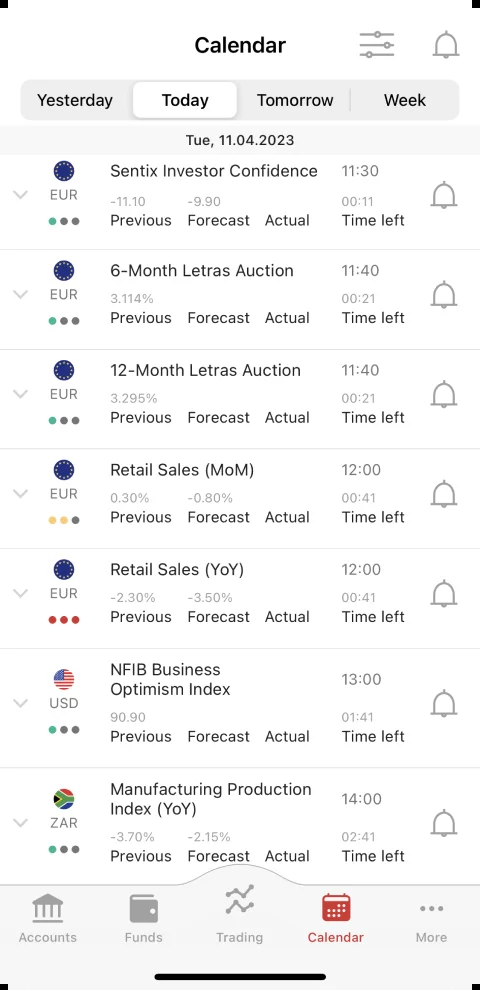 Calendar
Yesterday Today Tomorrow Week
Tue, 11.04.2023
Sentix Investor Confidence 11:30
EUR
-11.10 -9.90 00:11
Previous Forecast Actual Time left
6-Month Letras Auction 11:40
EUR
3.114% 00:21
Previous Forecast Actual Time left
12-Month Letras Auction 11:40
EUR
3.295% 00:21
Previous Forecast Actual Time left
Retail Sales (MoM) 12:00
EUR
0.30% -0.80% 00:41
Previous Forecast Actual Time left
Retail Sales (YoY) 12:00
EUR
-2.30% -3.50% 00:41
Previous Forecast Actual Time left
NFIB Business
Optimism Index 13:00
USD
90.90 01:41
Previous Forecast Actual Time left
Manufacturing Production
Index (YoY) 14:00
ZAR
-3.70% -2.15% 02:41
Previous Forecast Actual Time left
Accounts Funds Trading Calendar More